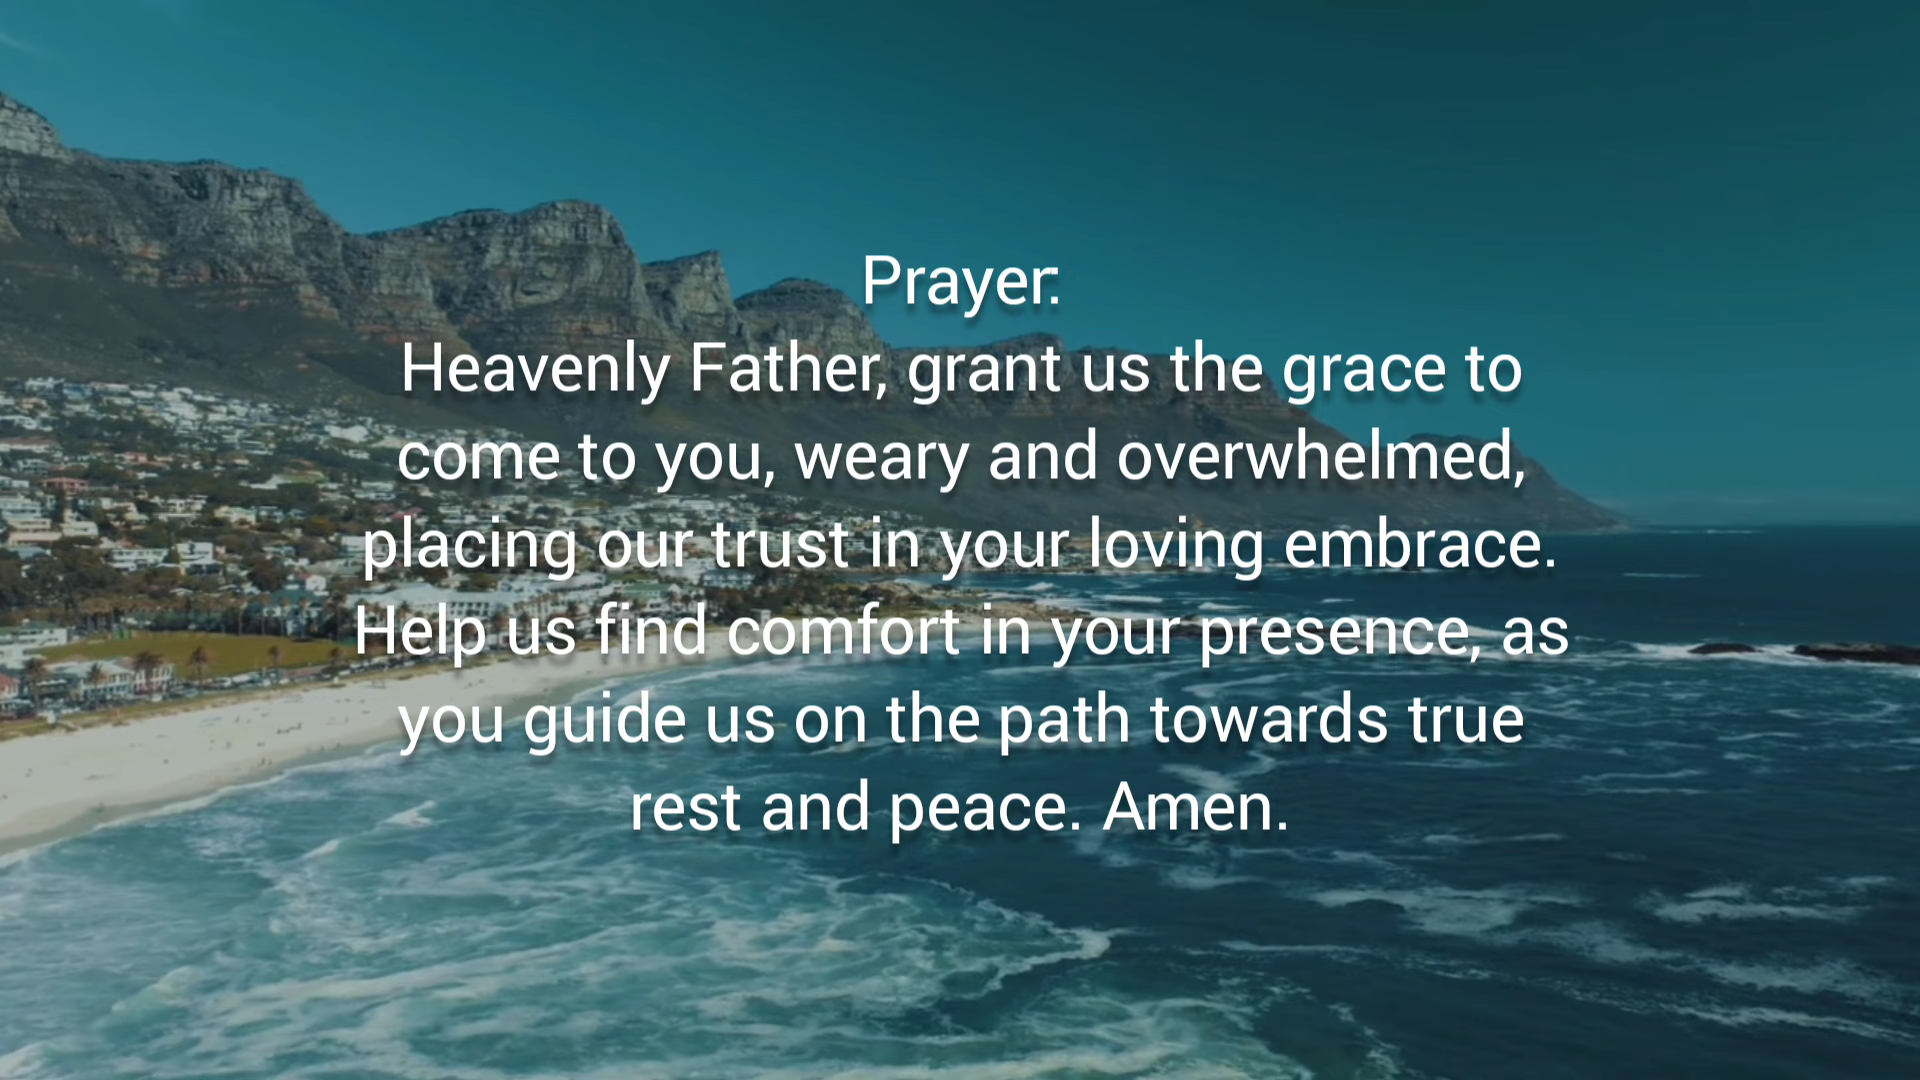 Prayer:
Heavenly Father, grant us the grace to
come to you, weary and overwhelmed,
placing our trust in your loving embrace.
Help us find comfort in your presence, as
you guide us on the path towards true
rest and peace. Amen.